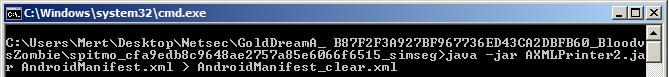 C:\Windows\system32\cmd.exe
C:\Users\Mert\Desktop\Netsec\GoldDreamA_ B87F2F3A927BF967736ED43CA2DBFB60_Bloodv
sZombie\spitmo_cfa9edb8c9648ae2757a85e6066f6515_simseg>java -jar AXMLPrinter2.ja
r AndroidManifest.xml > AndroidManifest_clear.xml